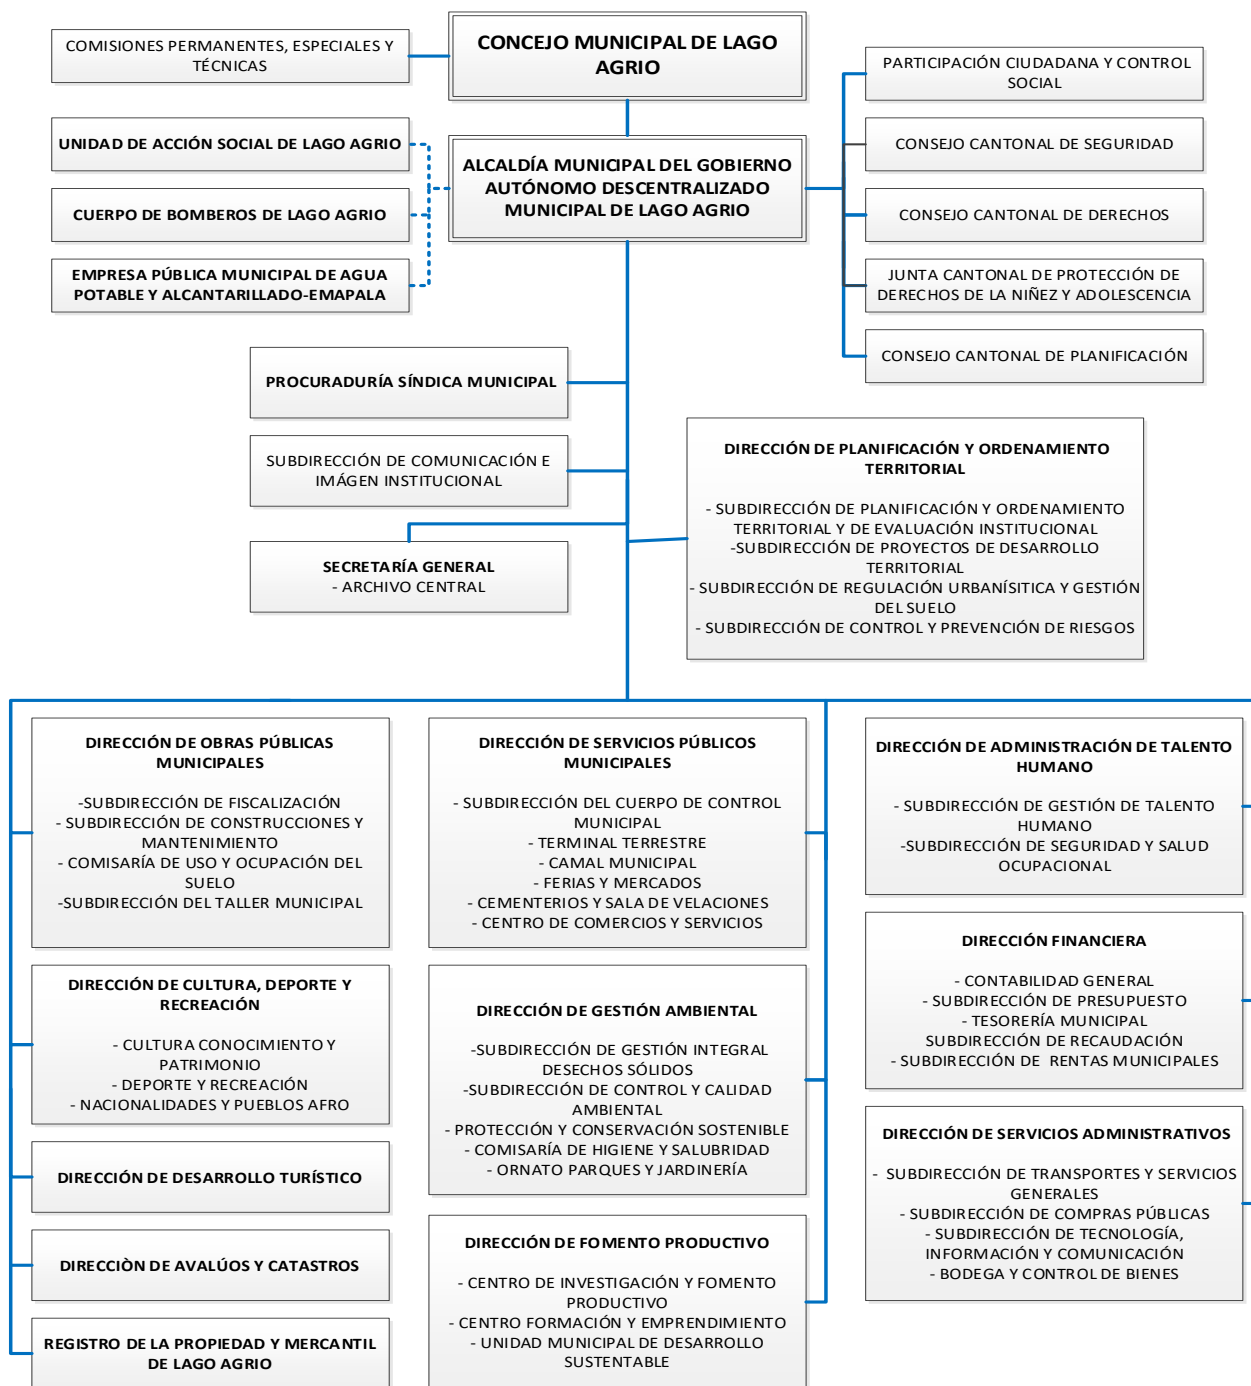 COMISIONES PERMANENTES, ESPECIALES Y
TÉCNICAS
CONCEJO MUNICIPAL DE LAGO
AGRIO
PARTICIPACIÓN CIUDADANA Y CONTROL
SOCIAL
UNIDAD DE ACCIÓN SOCIAL DE LAGO AGRIO
ALCALDÍA MUNICIPAL DEL GOBIERNO
AUTÓNOMO DESCENTRALIZADO
MUNICIPAL DE LAGO AGRIO
CONSEJO CANTONAL DE SEGURIDAD
CUERPO DE BOMBEROS DE LAGO AGRIO
CONSEJO CANTONAL DE DERECHOS
EMPRESA PÚBLICA MUNICIPAL DE AGUA
POTABLE Y ALCANTARILLADO-EMAPALA
JUNTA CANTONAL DE PROTECCIÓN DE
DERECHOS DE LA NIÑEZ Y ADOLESCENCIA
CONSEJO CANTONAL DE PLANIFICACIÓN
PROCURADURÍA SÍNDICA MUNICIPAL
SUBDIRECCIÓN DE COMUNICACIÓN E
IMÁGEN INSTITUCIONAL
SECRETARÍA GENERAL
- ARCHIVO CENTRAL
DIRECCIÓN DE PLANIFICACIÓN Y ORDENAMIENTO
TERRITORIAL
- SUBDIRECCIÓN DE PLANIFICACIÓN Y ORDENAMIENTO
TERRITORIAL Y DE EVALUACIÓN INSTITUCIONAL
-SUBDIRECCIÓN DE PROYECTOS DE DESARROLLO
TERRITORIAL
- SUBDIRECCIÓN DE REGULACIÓN URBANÍSITICA Y GESTIÓN
DEL SUELO
- SUBDIRECCIÓN DE CONTROL Y PREVENCIÓN DE RIESGOS
DIRECCIÓN DE OBRAS PÚBLICAS
MUNICIPALES
-SUBDIRECCIÓN DE FISCALIZACIÓN
- SUBDIRECCIÓN DE CONSTRUCCIONES Y
MANTENIMIENTO
- COMISARÍA DE USO Y OCUPACIÓN DEL
SUELO
-SUBDIRECCIÓN DEL TALLER MUNICIPAL
DIRECCIÓN DE CULTURA, DEPORTE Y
RECREACIÓN
- CULTURA CONOCIMIENTO Y
PATRIMONIO
- DEPORTE Y RECREACIÓN
- NACIONALIDADES Y PUEBLOS AFRO
DIRECCIÓN DE DESARROLLO TURÍSTICO
DIRECCIÒN DE AVALÚOS Y CATASTROS
REGISTRO DE LA PROPIEDAD Y MERCANTIL
DE LAGO AGRIO
DIRECCIÓN DE SERVICIOS PÚBLICOS
MUNICIPALES
- SUBDIRECCIÓN DEL CUERPO DE CONTROL
MUNICIPAL
- TERMINAL TERRESTRE
- CAMAL MUNICIPAL
- FERIAS Y MERCADOS
- CEMENTERIOS Y SALA DE VELACIONES
- CENTRO DE COMERCIOS Y SERVICIOS
DIRECCIÓN DE GESTIÓN AMBIENTAL
-SUBDIRECCIÓN DE GESTIÓN INTEGRAL
DESECHOS SÓLIDOS
-SUBDIRECCIÓN DE CONTROL Y CALIDAD
AMBIENTAL
- PROTECCIÓN Y CONSERVACIÓN SOSTENIBLE
- COMISARÍA DE HIGIENE Y SALUBRIDAD
- ORNATO PARQUES Y JARDINERÍA
DIRECCIÓN DE FOMENTO PRODUCTIVO
- CENTRO DE INVESTIGACIÓN Y FOMENTO
PRODUCTIVO
- CENTRO FORMACIÓN Y EMPRENDIMIENTO
- UNIDAD MUNICIPAL DE DESARROLLO
SUSTENTABLE
DIRECCIÓN DE ADMINISTRACIÓN DE TALENTO
HUMANO
- SUBDIRECCIÓN DE GESTIÓN DE TALENTO
HUMANO
-SUBDIRECCIÓN DE SEGURIDAD Y SALUD
OCUPACIONAL
DIRECCIÓN FINANCIERA
- CONTABILIDAD GENERAL
- SUBDIRECCIÓN DE PRESUPUESTO
- TESORERÍA MUNICIPAL
SUBDIRECCIÓN DE RECAUDACIÓN
- SUBDIRECCIÓN DE RENTAS MUNICIPALES
DIRECCIÓN DE SERVICIOS ADMINISTRATIVOS
- SUBDIRECCIÓN DE TRANSPORTES Y SERVICIOS
GENERALES
- SUBDIRECCIÓN DE COMPRAS PÚBLICAS
- SUBDIRECCIÓN DE TECNOLOGÍA,
INFORMACIÓN Y COMUNICACIÓN
- BODEGA Y CONTROL DE BIENES